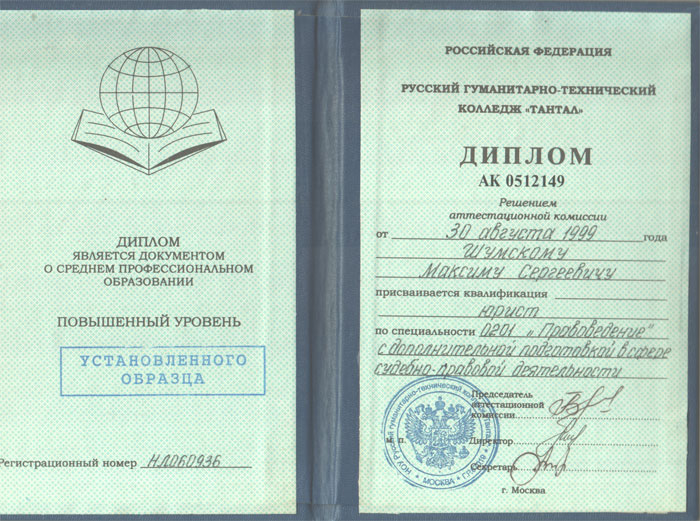 ДИПЛОМ
ЯВЛЯЕТСЯ ДОКУМЕНТОМ
О СРЕДНЕМ ПРОФЕССИОНАЛЬНОМ
ОБРАЗОВАНИИ
ПОВЫШЕННЫЙ УРОВЕНЬ
УСТАНОВЛЕННОГО
ОБРАЗЦА
Регистрационный номер НД060936
РОССИЙСКАЯ ФЕДЕРАЦИЯ
РУССКИЙ ГУМАНИТАРНО-ТЕХНИЧЕСКИЙ
КОЛЛЕДЖ «ТАНТАЛ»
ДИПЛОМ
АК 0512149
Решением
аттестационной комиссии
от 30 августа 1999 года
Шумскому
Максиму Сергеевичу
присваивается квалификация
юрист
по специальности 0201 „Правоведение"
с дополнительной подготовкой в сфере
судебно-правовой деятельности
Председатель
аттестационной
комиссии
М. П. Директор
Секретарь
г. Москва
МОСКВА